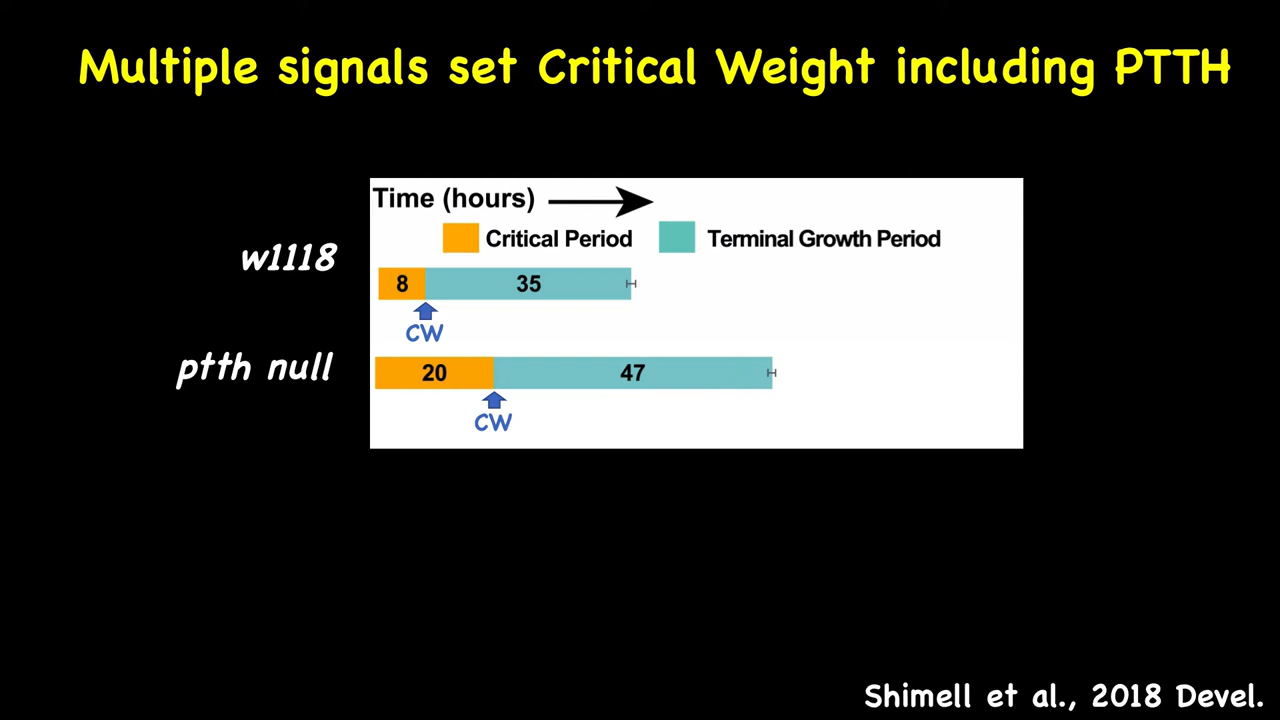 Multiple signals set Critical Weight including PTTH
Time (hours)
Critical Period
Terminal Growth Period
w1118
8
35
CW
ptth null
20
47
CW
Shimell et al., 2018 Devel.